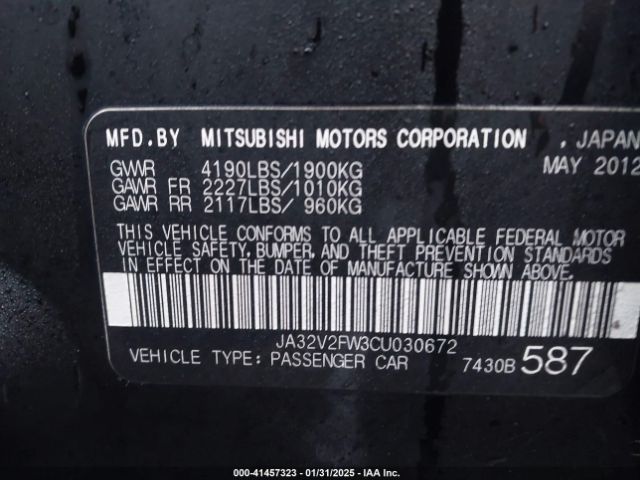 MFD.BY MITSUBISHI MOTORS CORPORATION , JAPAN
GVWR 4190LBS/1900KG MAY 2012
GAWR FR 2227LBS/1010KG
GAWR RR 2117LBS/ 960KG
THIS VEHICLE CONFORMS TO ALL APPLICABLE FEDERAL MOTOR
VEHICLE SAFETY, BUMPER, AND THEFT PREVENTION STANDARDS
IN EFFECT ON THE DATE OF MANUFACTURE SHOWN ABOVE.
JA32V2FW3CU030672
VEHICLE TYPE: PASSENGER CAR 7430B 587
000-41457323 - 01/31/2025 - IAA Inc.